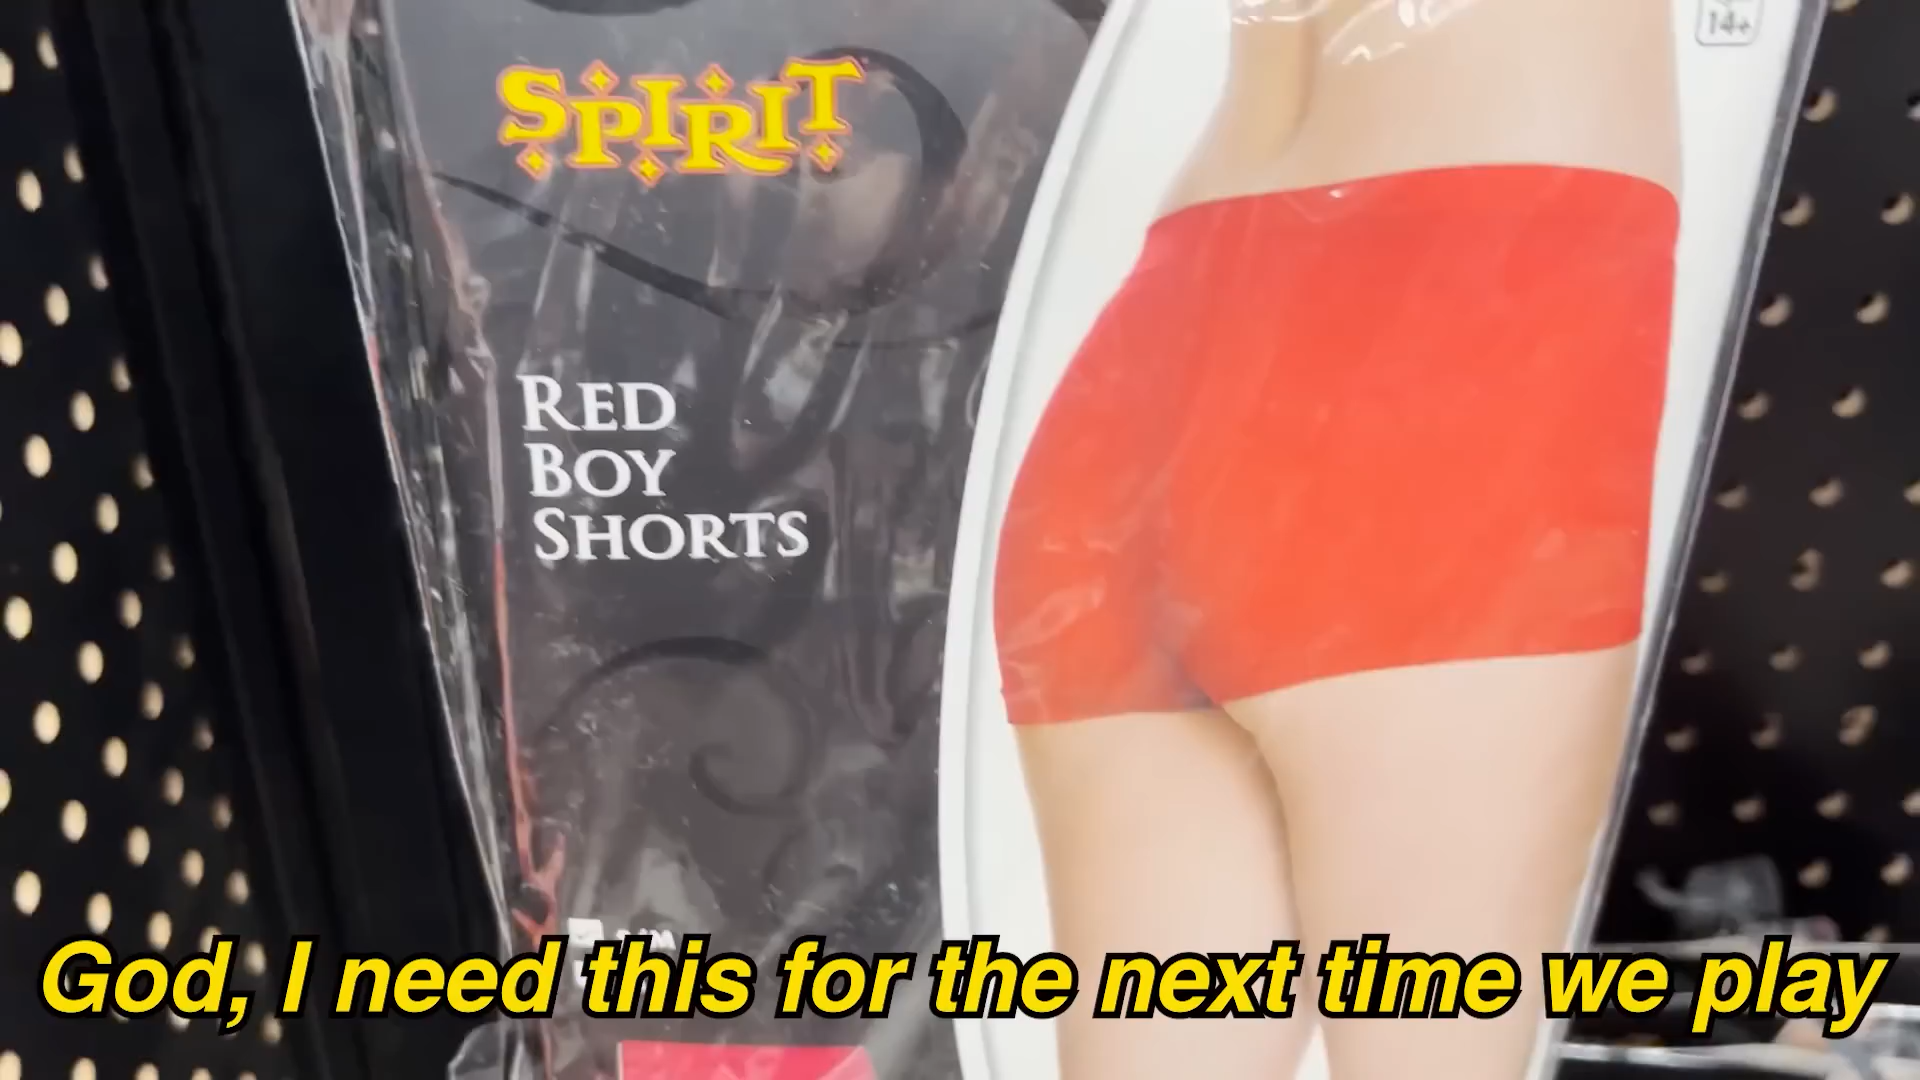 14+
SPIRIT
RED
BOY
SHORTS
God, I need this for the next time we play